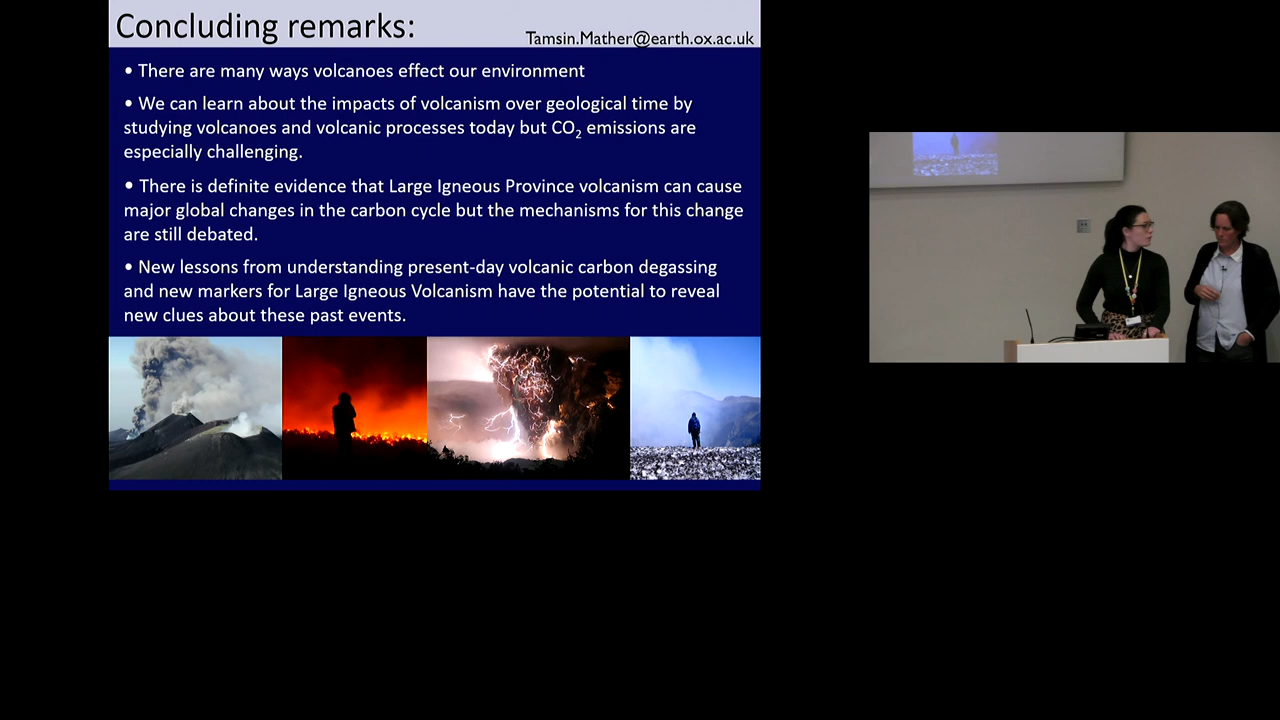 Concluding remarks:
Tamsin.Mather@earth.ox.ac.uk
• There are many ways volcanoes effect our environment
• We can learn about the impacts of volcanism over geological time by
studying volcanoes and volcanic processes today but CO₂ emissions are
especially challenging.
• There is definite evidence that Large Igneous Province volcanism can cause
major global changes in the carbon cycle but the mechanisms for this change
are still debated.
• New lessons from understanding present-day volcanic carbon degassing
and new markers for Large Igneous Volcanism have the potential to reveal
new clues about these past events.